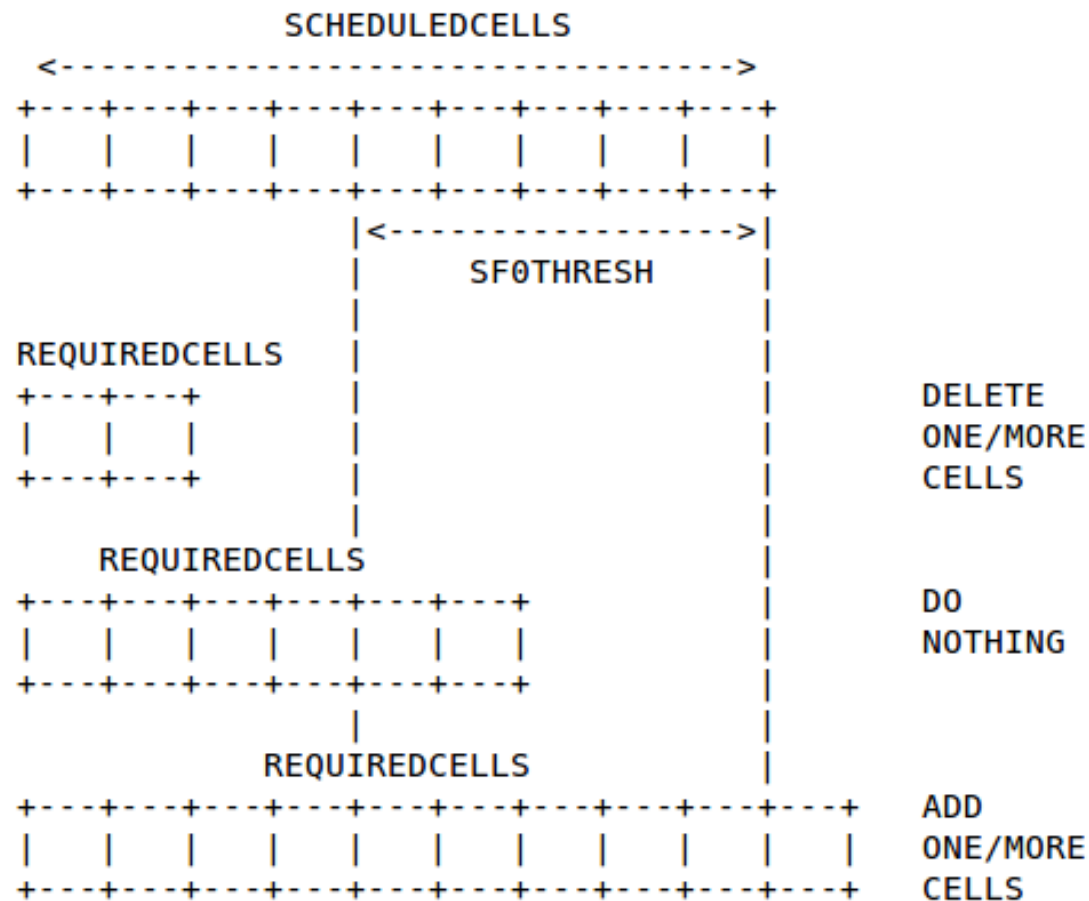 SCHEDULEDCELLS
 <--------------------------------->
+---+---+---+---+---+---+---+---+---+
|   |   |   |   |   |   |   |   |   |
+---+---+---+---+---+---+---+---+---+
                |<----------------->|
                |     SF0THRESH     |
                |                   |
REQUIREDCELLS   |                   |
+---+---+       |                   |       DELETE
|   |   |       |                   |       ONE/MORE
+---+---+       |                   |       CELLS
                |                   |
    REQUIREDCELLS                   |
+---+---+---+---+---+---+           |       DO
|   |   |   |   |   |   |           |       NOTHING
+---+---+---+---+---+---+           |
                |                   |
            REQUIREDCELLS           |
+---+---+---+---+---+---+---+---+---+---+   ADD
|   |   |   |   |   |   |   |   |   |   |   ONE/MORE
+---+---+---+---+---+---+---+---+---+---+   CELLS